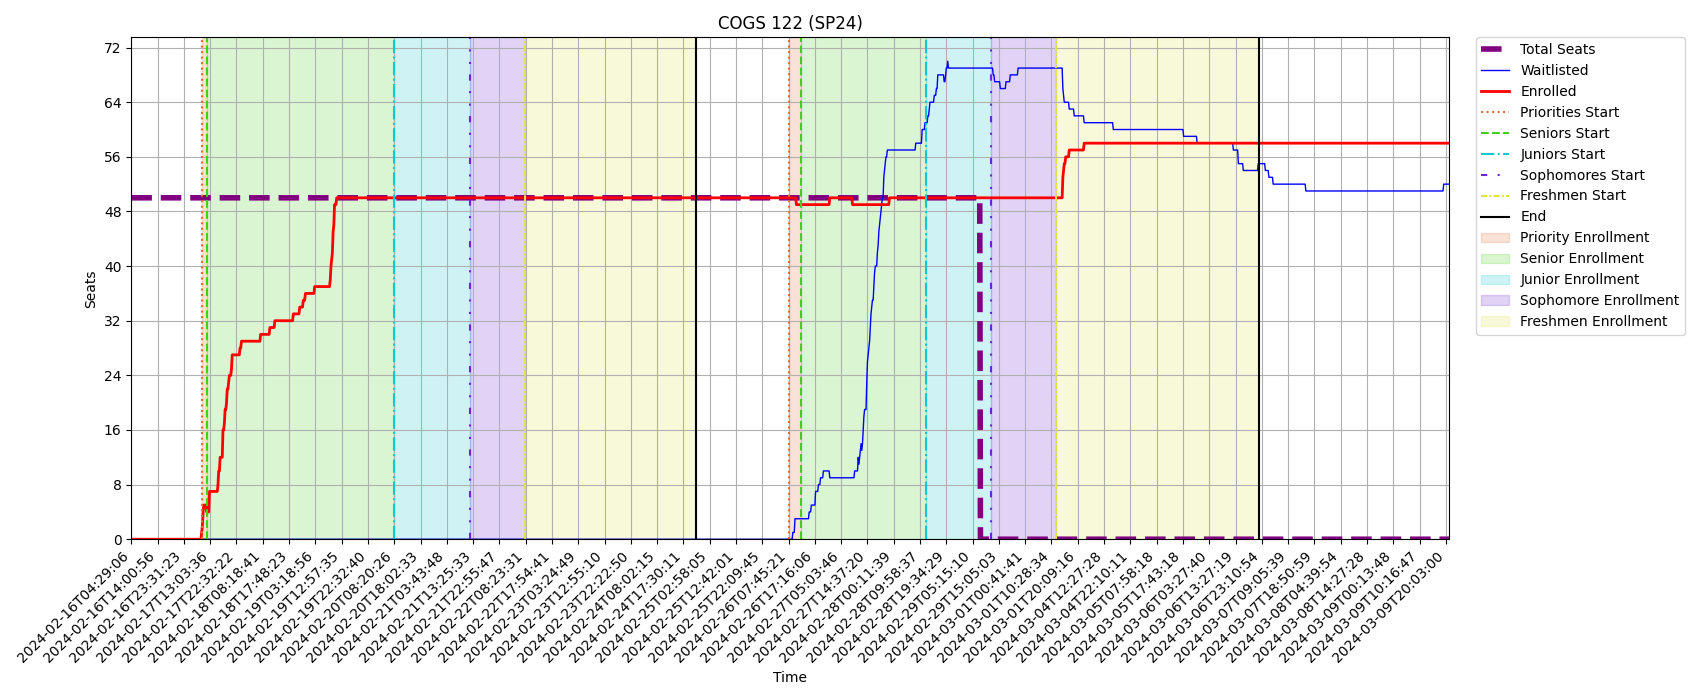 COGS 122 (SP24)
72
64
56
48
40
32
24
16
8
0
Seats
2024-02-16T04:29:06
2024-02-16T14:00:56
2024-02-16T23:31:23
2024-02-17T13:03:36
2024-02-17T22:32:22
2024-02-18T08:18:41
2024-02-18T17:48:23
2024-02-19T03:18:56
2024-02-19T12:57:35
2024-02-19T22:32:40
2024-02-20T08:20:26
2024-02-20T18:02:33
2024-02-21T03:43:48
2024-02-21T13:25:33
2024-02-21T22:55:47
2024-02-22T08:23:31
2024-02-22T17:54:41
2024-02-23T03:24:49
2024-02-23T12:55:10
2024-02-23T22:22:50
2024-02-24T08:02:15
2024-02-24T17:30:11
2024-02-25T02:58:05
2024-02-25T12:42:01
2024-02-25T22:09:45
2024-02-26T07:45:21
2024-02-26T17:16:06
2024-02-27T05:03:46
2024-02-27T14:37:20
2024-02-28T00:11:39
2024-02-28T09:58:37
2024-02-28T19:34:29
2024-02-29T05:15:10
2024-02-29T15:05:03
2024-03-01T00:41:41
2024-03-01T10:28:34
2024-03-01T20:09:16
2024-03-04T12:27:28
2024-03-04T22:10:11
2024-03-05T07:58:18
2024-03-05T17:43:18
2024-03-06T03:27:40
2024-03-06T13:27:19
2024-03-06T23:10:54
2024-03-07T09:05:39
2024-03-07T18:50:59
2024-03-08T04:39:54
2024-03-08T14:27:28
2024-03-09T00:13:48
2024-03-09T10:16:47
2024-03-09T20:03:00
Time
Total Seats
Waitlisted
Enrolled
Priorities Start
Seniors Start
Juniors Start
Sophomores Start
Freshmen Start
End
Priority Enrollment
Senior Enrollment
Junior Enrollment
Sophomore Enrollment
Freshmen Enrollment